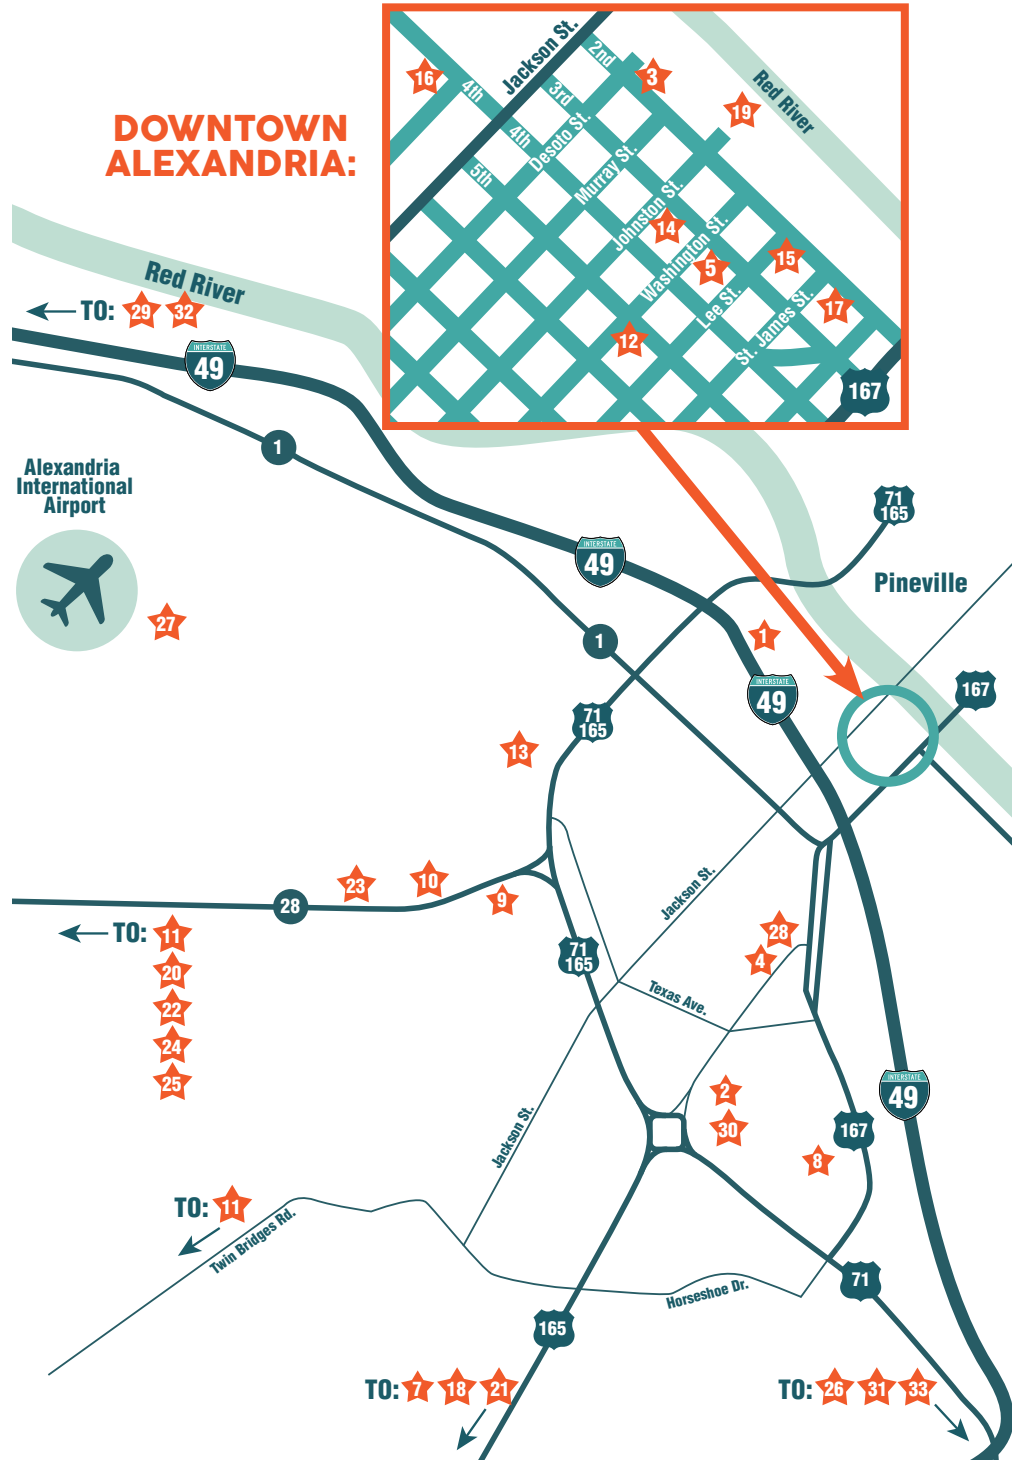 Jackson St.
2nd
3
16
4th
3rd
19
Red River
DOWNTOWN
ALEXANDRIA:
4th
Desoto St.
5th
Murray St.
Johnston St.
14
Washington St.
5
15
Lee St.
17
St. James St.
12
167
Red River
TO: 29 32
INTERSTATE
49
1
Alexandria
International
Airport
71
165
INTERSTATE
49
Pineville
27
1
1
INTERSTATE
49
167
71
165
13
23
10
9
28
Jackson St.
TO: 11
20
22
24
25
28
4
71
165
Texas Ave.
INTERSTATE
49
2
30
167
8
Jackson St.
TO: 11
Twin Bridges Rd.
71
Horseshoe Dr.
165
TO: 7 18 21
TO: 26 31 33